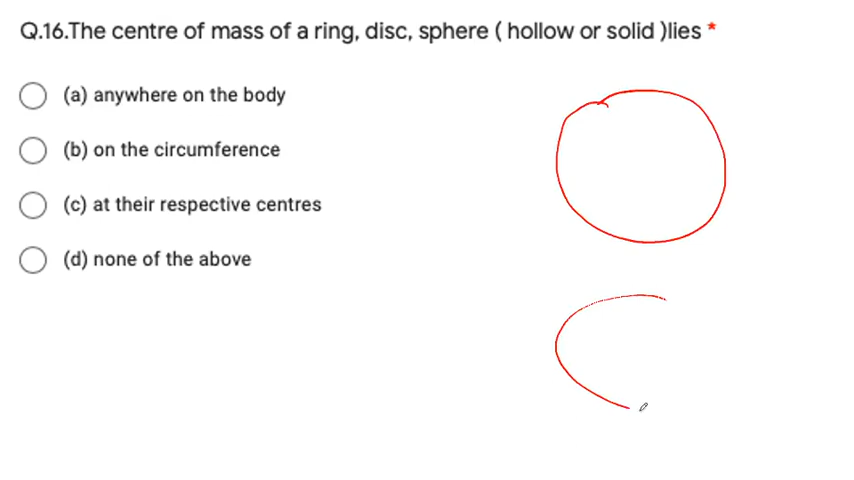 Q.16.The centre of mass of a ring, disc, sphere ( hollow or solid )lies *
(a) anywhere on the body
(b) on the circumference
(c) at their respective centres
(d) none of the above